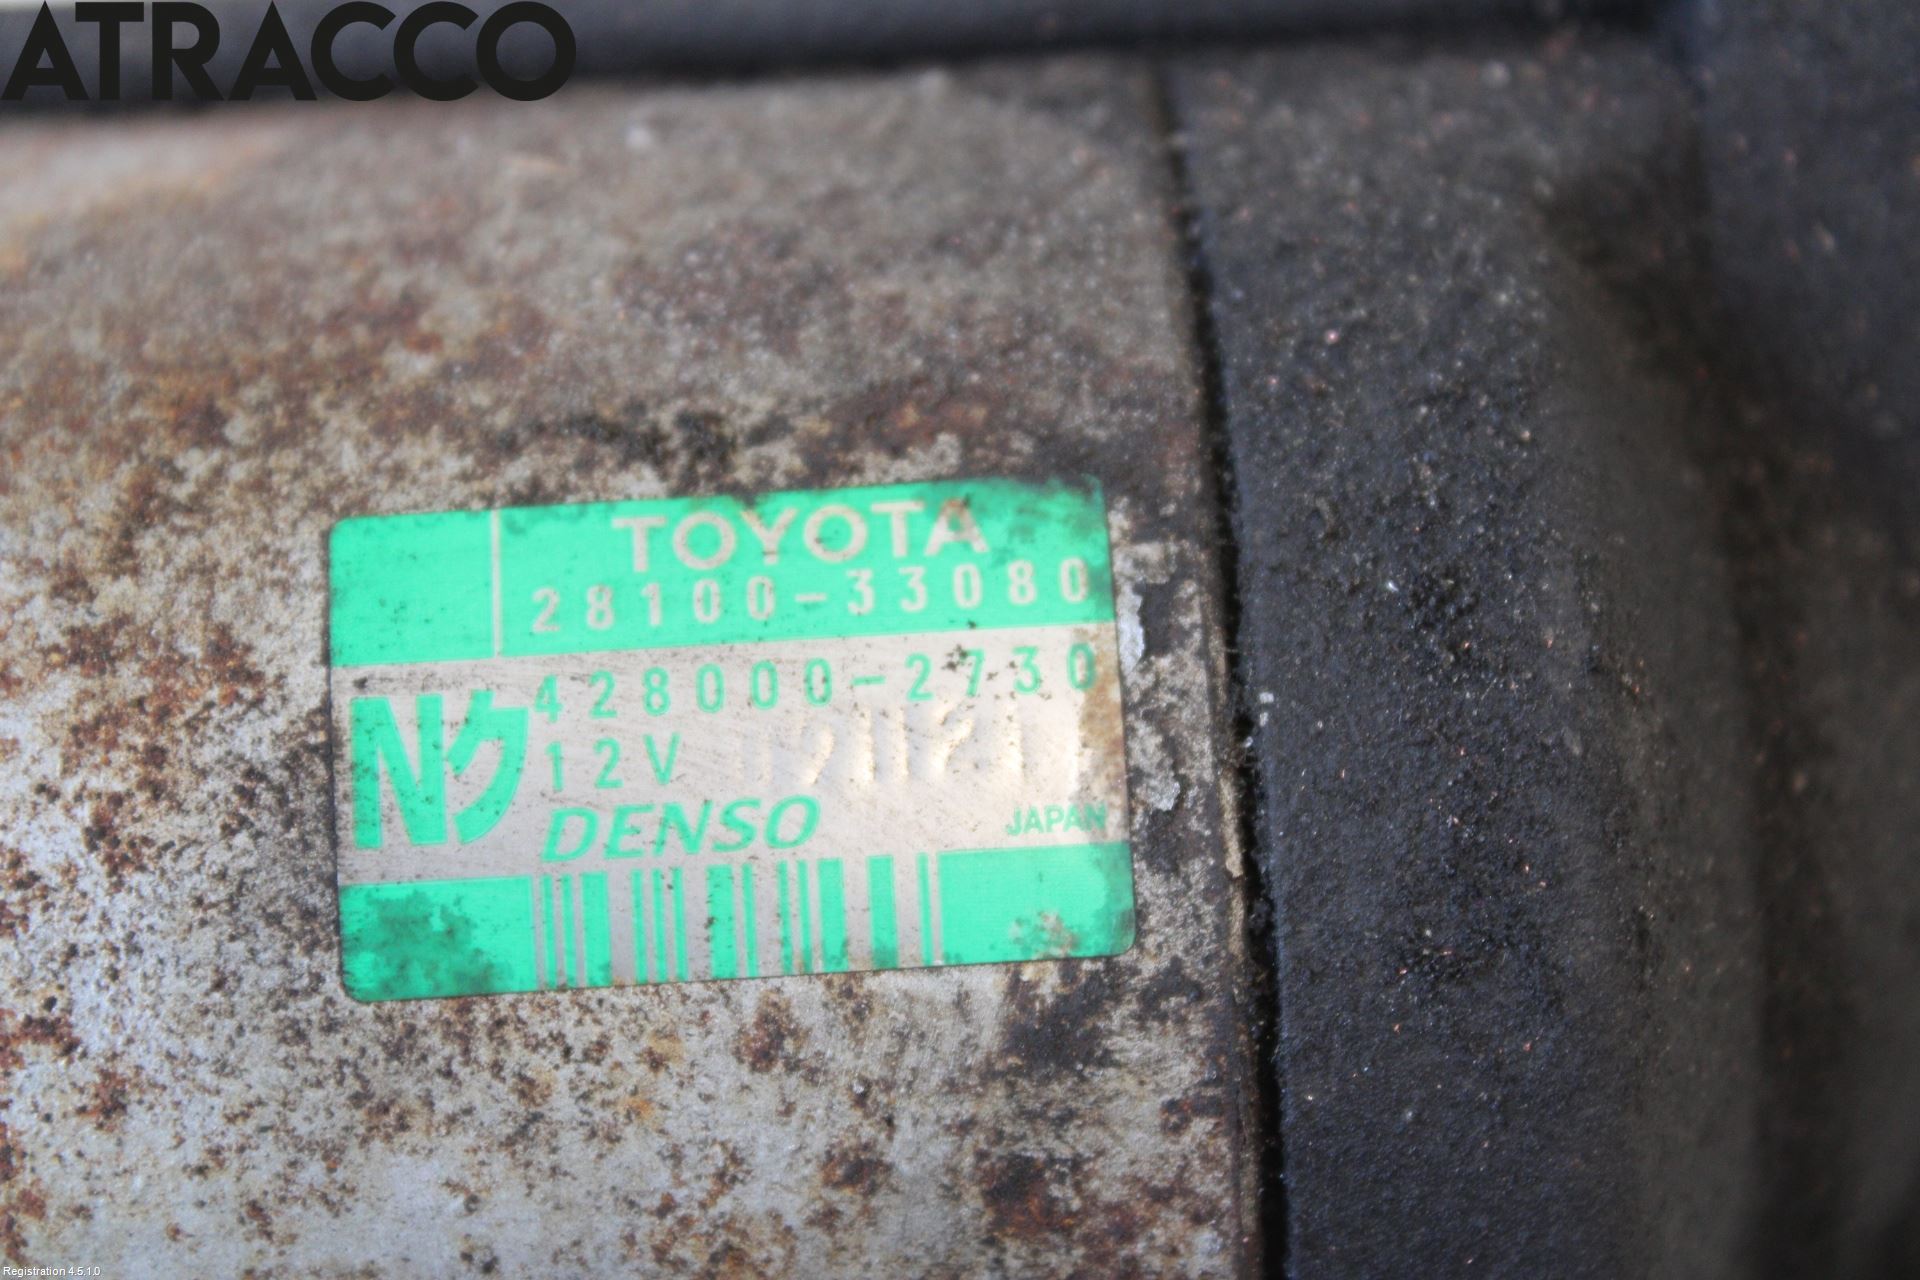 ATRACCO
TOYOTA
28100-33080
428000-2730
Nク
12V
DENSO
JAPAN
Registration 4.5.1.0